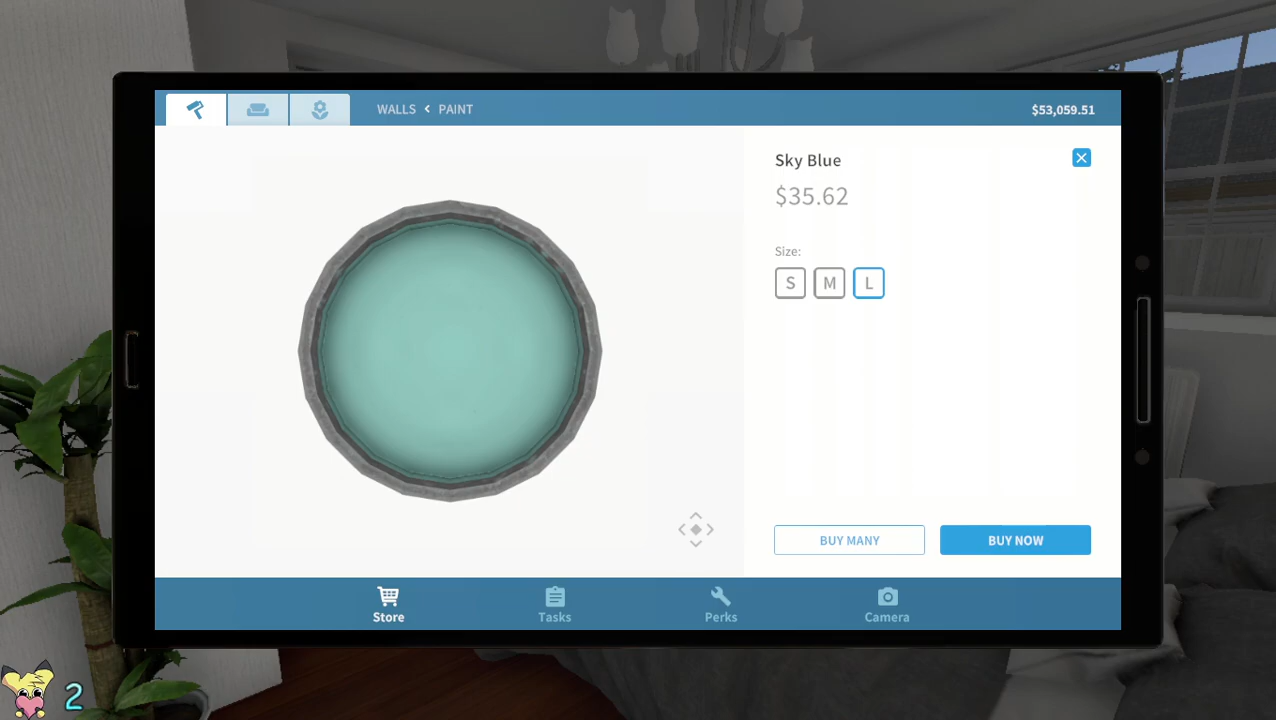 WALLS < PAINT
$53,059.51
Sky Blue
$35.62
Size:
S M L
BUY MANY
BUY NOW
Store
Tasks
Perks
Camera
2